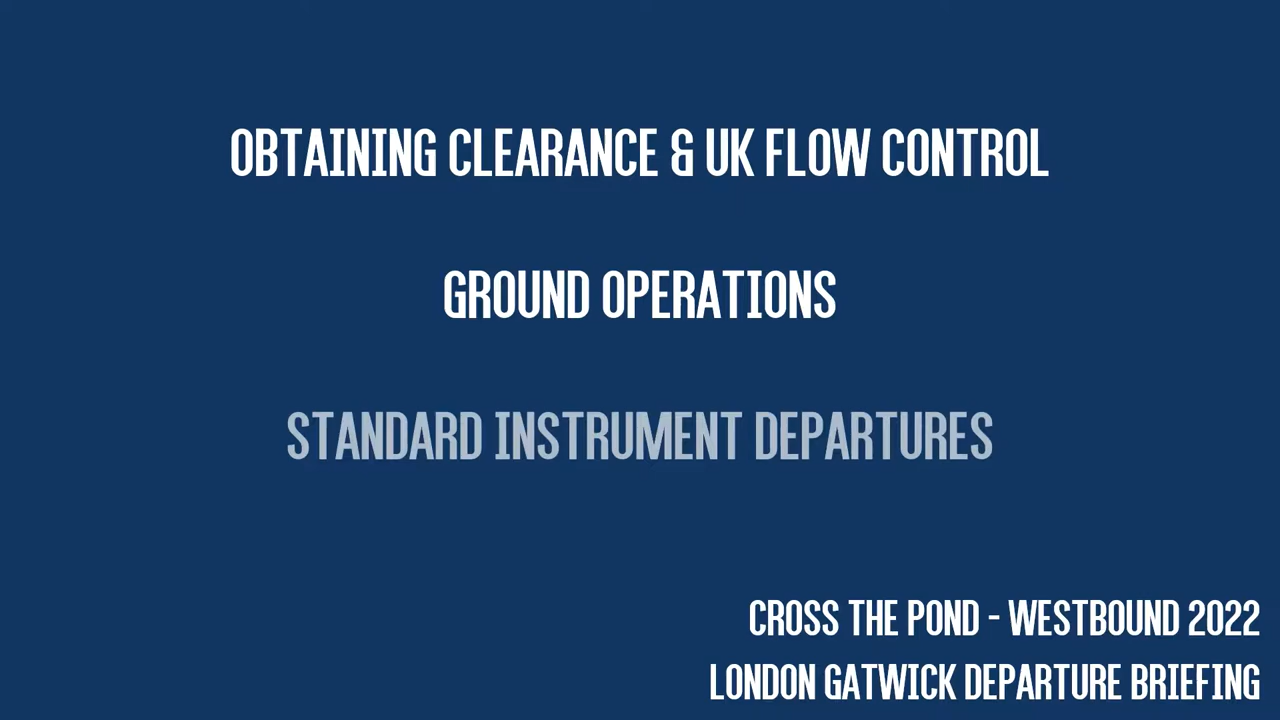 OBTAINING CLEARANCE & UK FLOW CONTROL
GROUND OPERATIONS
STANDARD INSTRUMENT DEPARTURES
CROSS THE POND - WESTBOUND 2022
LONDON GATWICK DEPARTURE BRIEFING